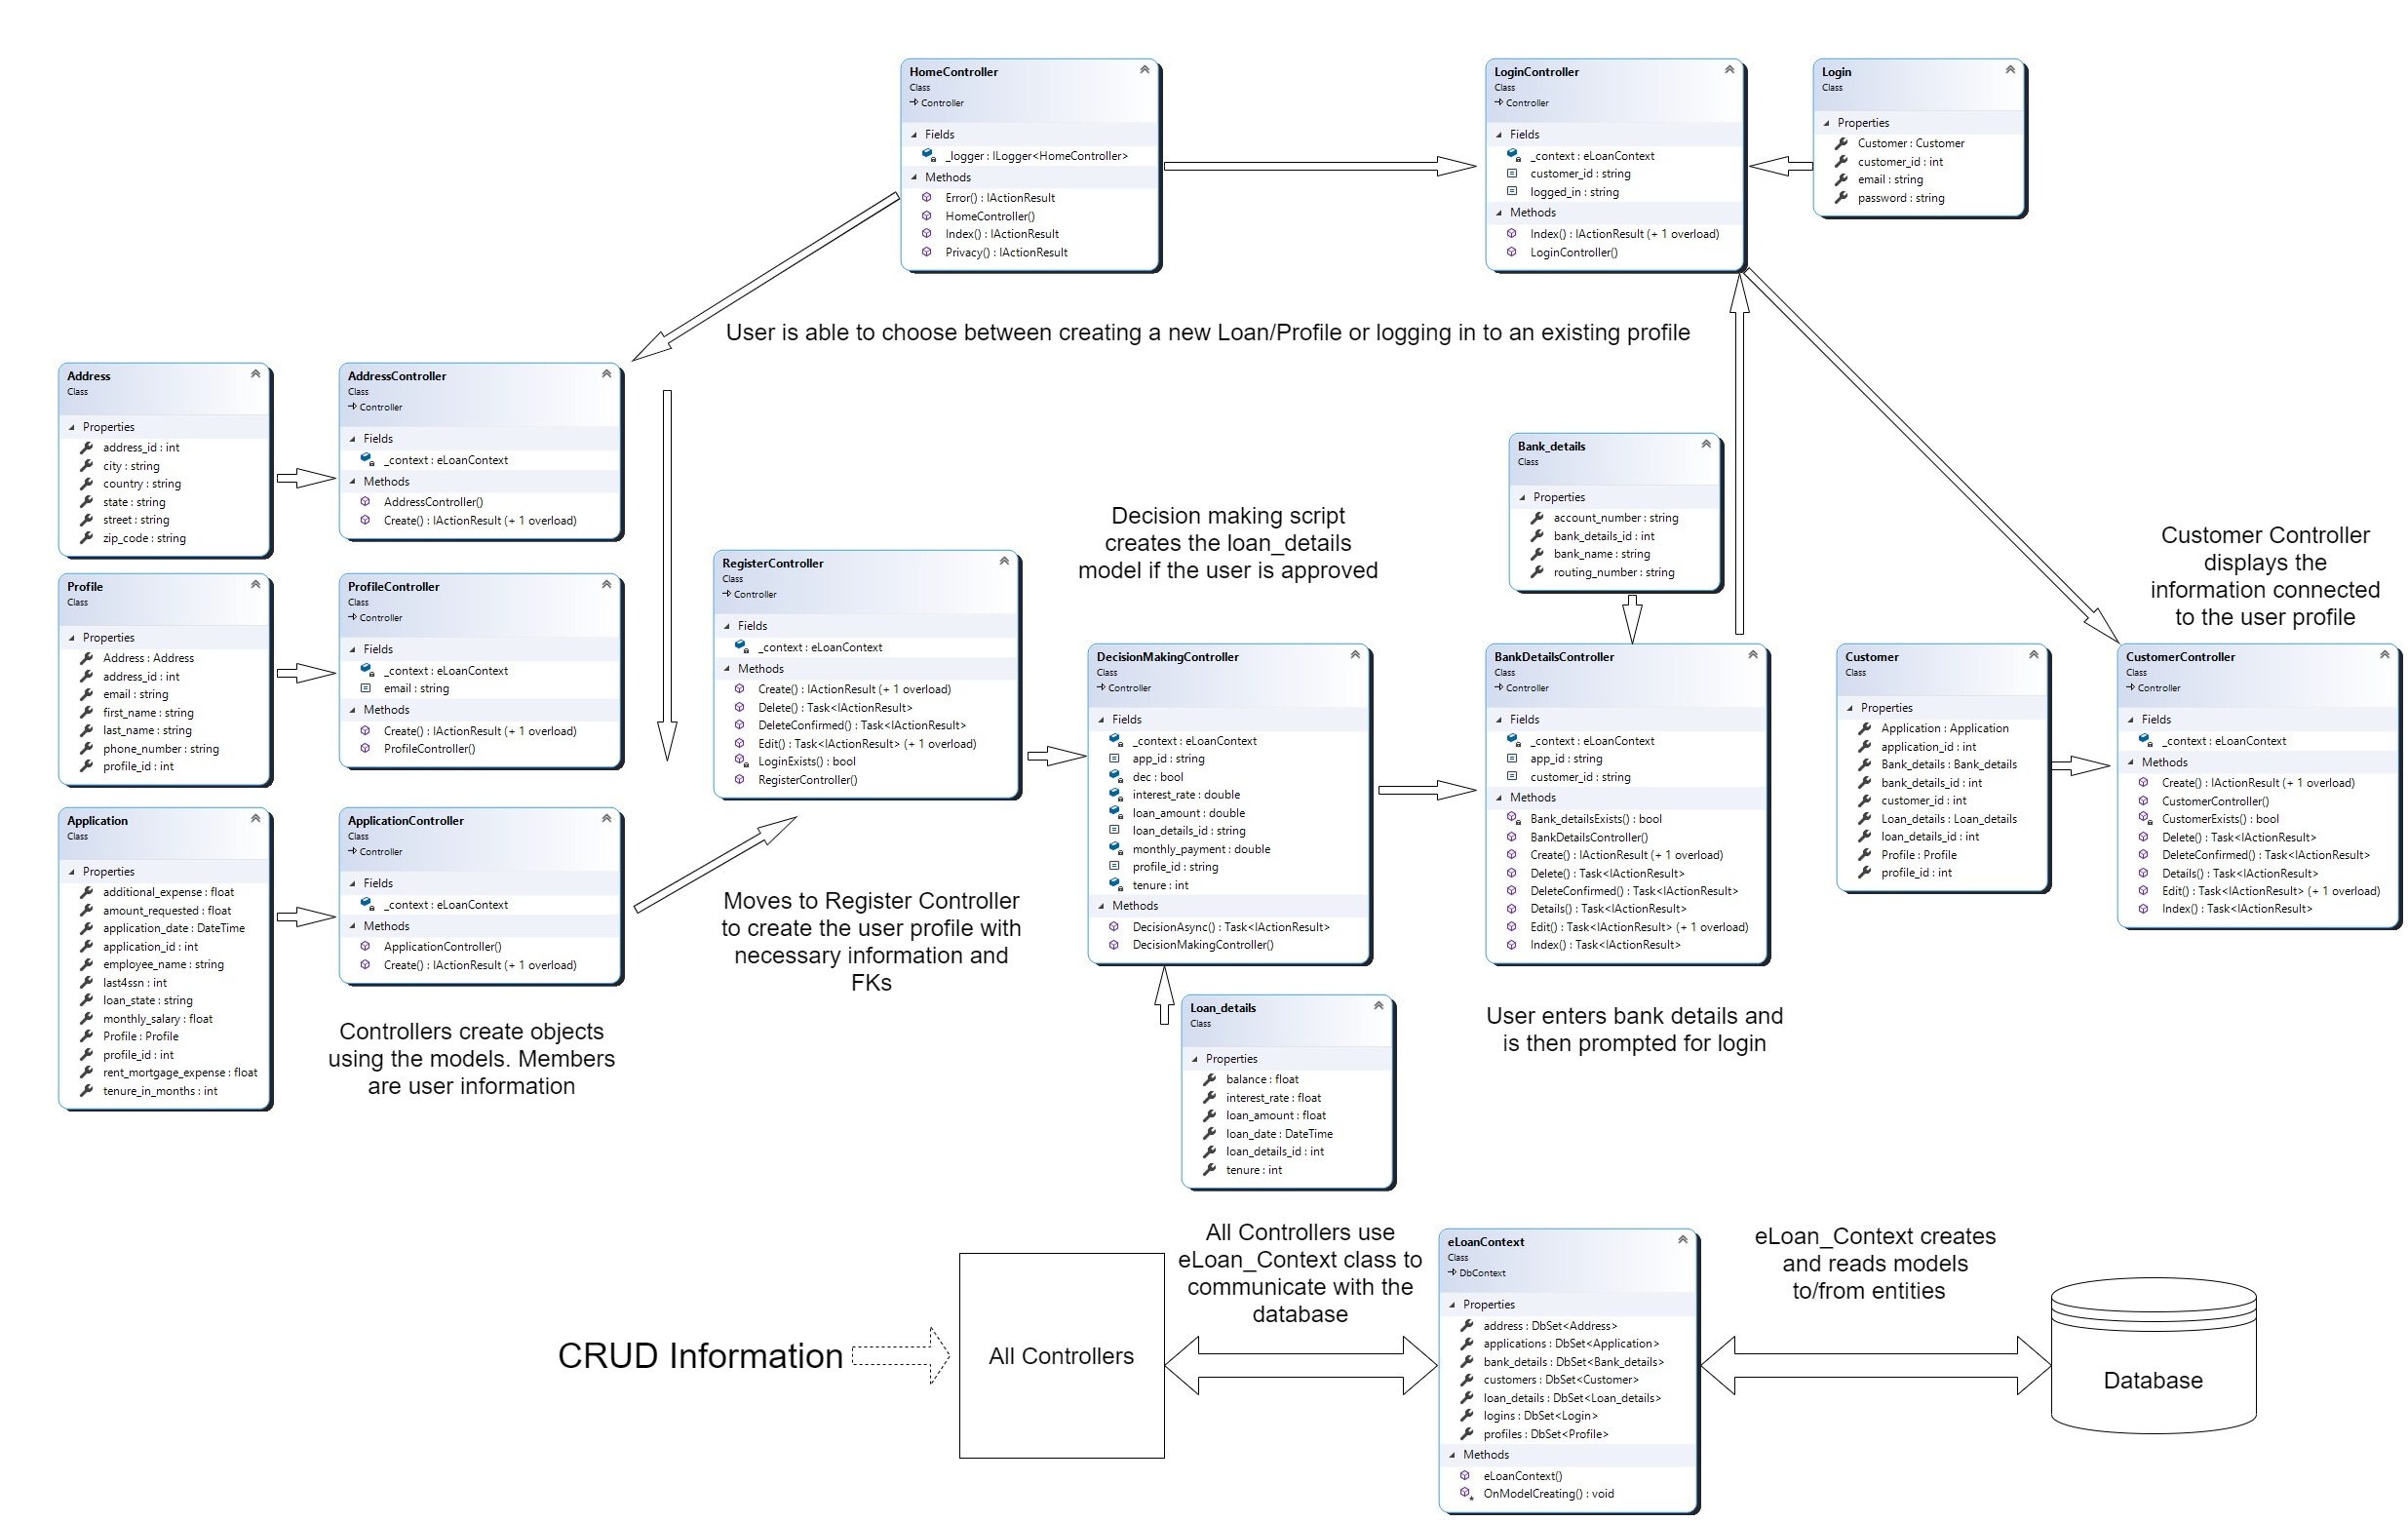 HomeController
Class
Controller
Fields
_logger : ILogger<HomeController>
Methods
Error() : IActionResult
HomeController()
Index() : IActionResult
Privacy() : IActionResult
LoginController
Class
Controller
Fields
_context : eLoanContext
customer_id : string
logged_in : string
Methods
Index() : IActionResult (+ 1 overload)
LoginController()
Login
Class
Properties
Customer : Customer
customer_id : int
email : string
password : string
User is able to choose between creating a new Loan/Profile or logging in to an existing profile
Address
Class
Properties
address_id : int
city : string
country : string
state : string
street : string
zip_code : string
AddressController
Class
Controller
Fields
_context : eLoanContext
Methods
AddressController()
Create() : IActionResult (+ 1 overload)
Profile
Class
Properties
Address : Address
address_id : int
email : string
first_name : string
last_name : string
phone_number : string
profile_id : int
ProfileController
Class
Controller
Fields
_context : eLoanContext
email : string
Methods
Create() : IActionResult (+ 1 overload)
ProfileController()
Application
Class
Properties
additional_expense : float
amount_requested : float
application_date : DateTime
application_id : int
employee_name : string
last4ssn : int
loan_state : string
monthly_salary : float
Profile : Profile
profile_id : int
rent_mortgage_expense : float
tenure_in_months : int
ApplicationController
Class
Controller
Fields
_context : eLoanContext
Methods
ApplicationController()
Create() : IActionResult (+ 1 overload)
Controllers create objects
using the models. Members
are user information
RegisterController
Class
Controller
Fields
_context : eLoanContext
Methods
Create() : IActionResult (+ 1 overload)
Delete() : Task<IActionResult>
DeleteConfirmed() : Task<IActionResult>
Edit() : Task<IActionResult> (+ 1 overload)
LoginExists() : bool
RegisterController()
Moves to Register Controller
to create the user profile with
necessary information and
FKs
Decision making script
creates the loan_details
model if the user is approved
DecisionMakingController
Class
Controller
Fields
_context : eLoanContext
app_id : string
dec : bool
interest_rate : double
loan_amount : double
loan_details_id : string
monthly_payment : double
profile_id : string
tenure : int
Methods
DecisionAsync() : Task<IActionResult>
DecisionMakingController()
Loan_details
Class
Properties
balance : float
interest_rate : float
loan_amount : float
loan_date : DateTime
loan_details_id : int
tenure : int
Bank_details
Class
Properties
account_number : string
bank_details_id : int
bank_name : string
routing_number : string
BankDetailsController
Class
Controller
Fields
_context : eLoanContext
app_id : string
customer_id : string
Methods
Bank_detailsExists() : bool
BankDetailsController()
Create() : IActionResult (+ 1 overload)
Delete() : Task<IActionResult>
DeleteConfirmed() : Task<IActionResult>
Details() : Task<IActionResult>
Edit() : Task<IActionResult> (+ 1 overload)
Index() : Task<IActionResult>
User enters bank details and
is then prompted for login
Customer
Class
Properties
Application : Application
application_id : int
Bank_details : Bank_details
bank_details_id : int
customer_id : int
Loan_details : Loan_details
loan_details_id : int
Profile : Profile
profile_id : int
Customer Controller
displays the
information connected
to the user profile
CustomerController
Class
Controller
Fields
_context : eLoanContext
Methods
Create() : IActionResult (+ 1 overload)
CustomerController()
CustomerExists() : bool
Delete() : Task<IActionResult>
DeleteConfirmed() : Task<IActionResult>
Details() : Task<IActionResult>
Edit() : Task<IActionResult> (+ 1 overload)
Index() : Task<IActionResult>
CRUD Information
All Controllers
All Controllers use
eLoan_Context class to
communicate with the
database
eLoanContext
Class
DbContext
Properties
address : DbSet<Address>
applications : DbSet<Application>
bank_details : DbSet<Bank_details>
customers : DbSet<Customer>
loan_details : DbSet<Loan_details>
logins : DbSet<Login>
profiles : DbSet<Profile>
Methods
eLoanContext()
OnModelCreating() : void
eLoan_Context creates
and reads models
to/from entities
Database